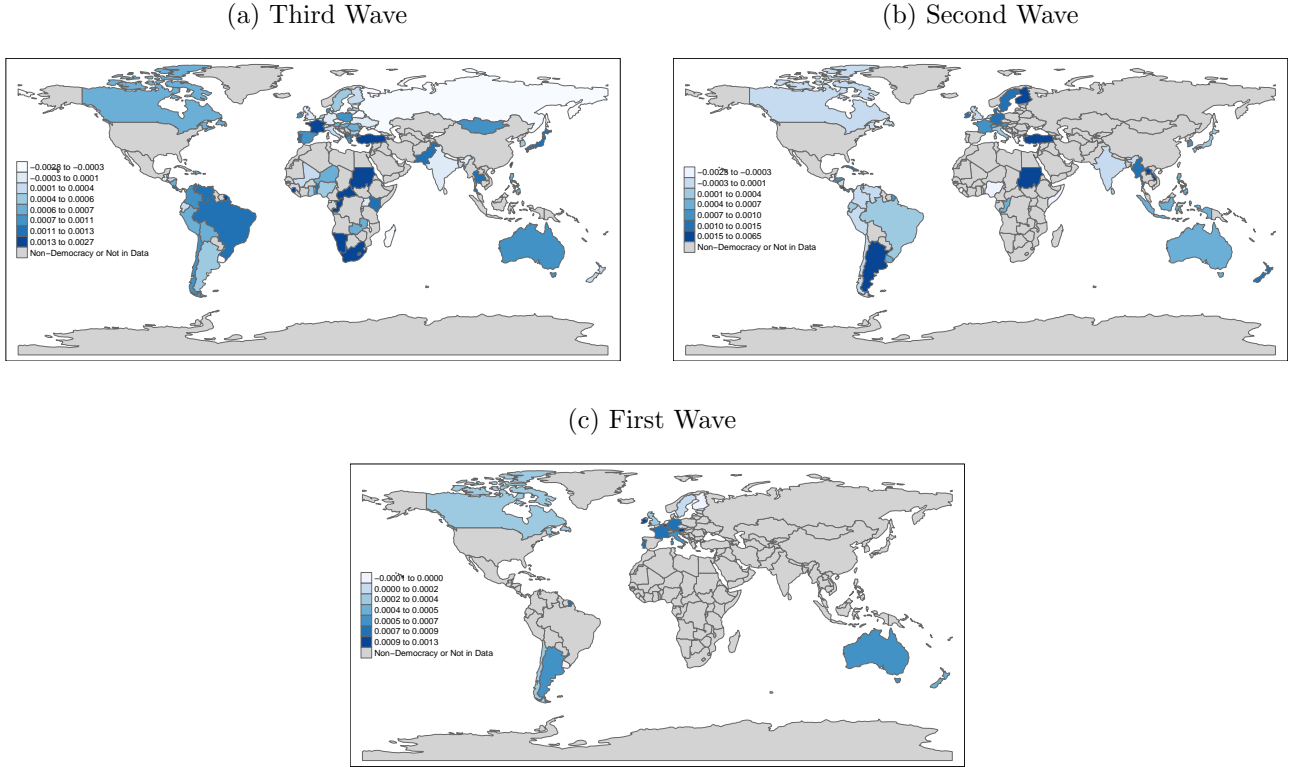 (a) Third Wave
−0.0028 to −0.0003
−0.0003 to 0.0001
0.0001 to 0.0004
0.0004 to 0.0006
0.0006 to 0.0007
0.0007 to 0.0011
0.0011 to 0.0013
0.0013 to 0.0027
Non−Democracy or Not in Data
(b) Second Wave
to −0.0003
−0.0003 to 0.0001
0.0001 to 0.0004
0.0004 to 0.0007
0.0007 to 0.0010
0.0010 to 0.0015
0.0015 to 0.0065
Non−Democracy or Not in Data
(c) First Wave
−0.0001 to 0.0000
0.0000 to 0.0002
0.0002 to 0.0004
0.0004 to 0.0005
0.0005 to 0.0007
0.0007 to 0.0009
0.0009 to 0.0013
Non−Democracy or Not in Data